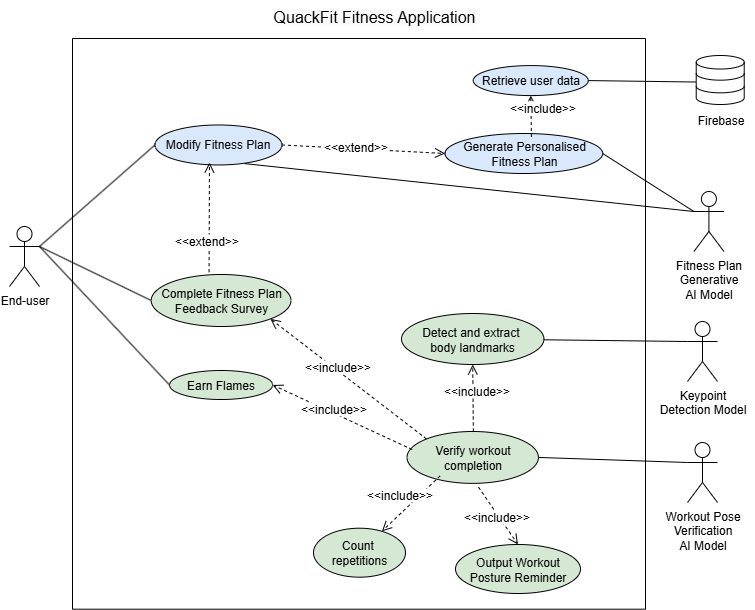 QuackFit Fitness Application
Retrieve user data
<<include>>
Firebase
Modify Fitness Plan
<<extend>>
Generate Personalised
Fitness Plan
<<extend>>
End-user
Fitness Plan
Generative
AI Model
Complete Fitness Plan
Feedback Survey
Detect and extract
body landmarks
<<include>>
Earn Flames
<<include>>
<<include>>
Keypoint
Detection Model
Verify workout
completion
<<include>>
<<include>>
Workout Pose
Verification
AI Model
Count
repetitions
Output Workout
Posture Reminder